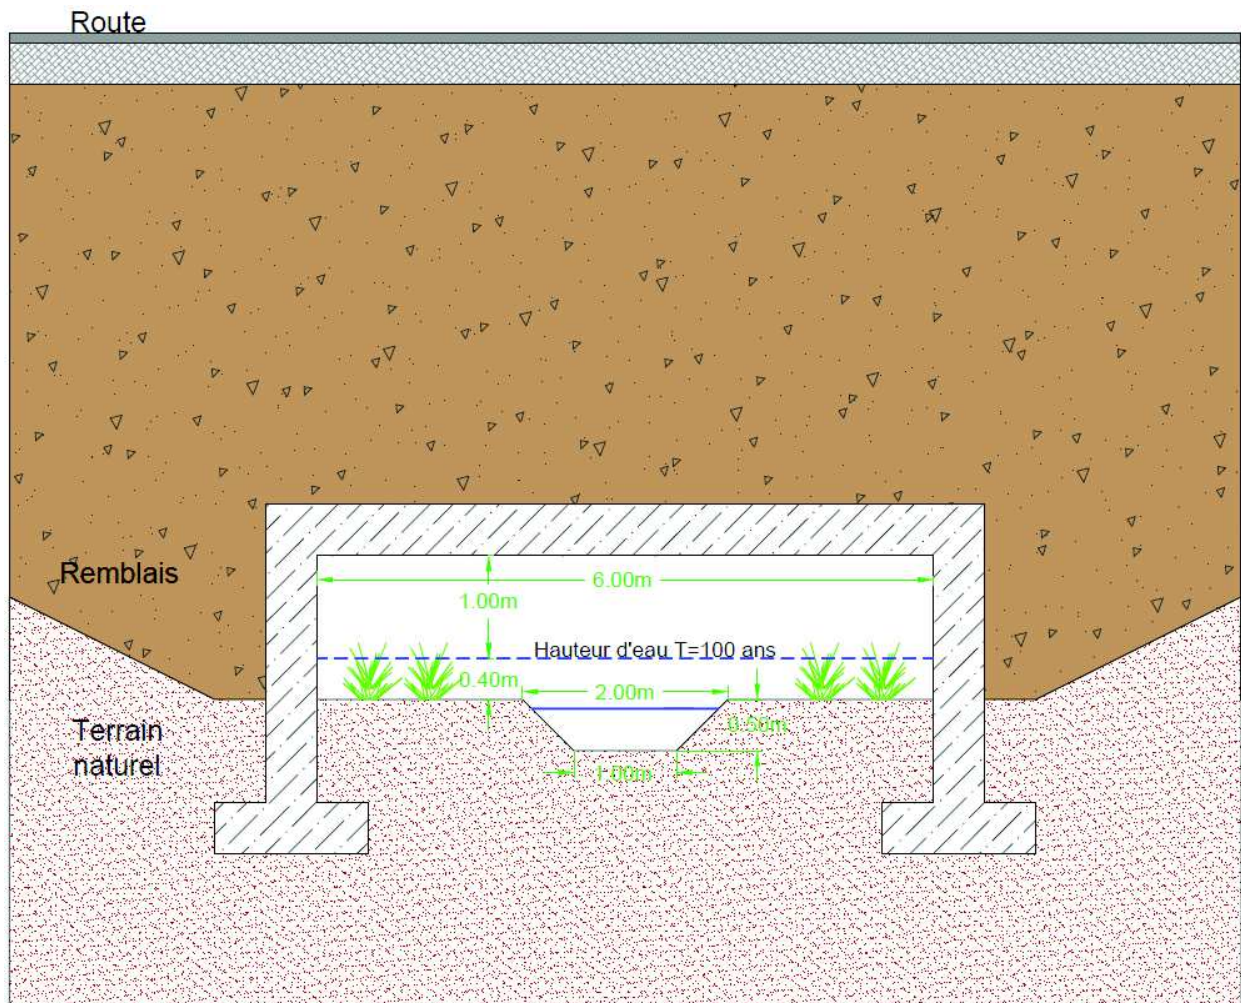 Route
6.00m
Remblais
1.00m
Hauteur d'eau T=100 ans
0.40m
2.00m
0.50m
Terrain
naturel
1.00m